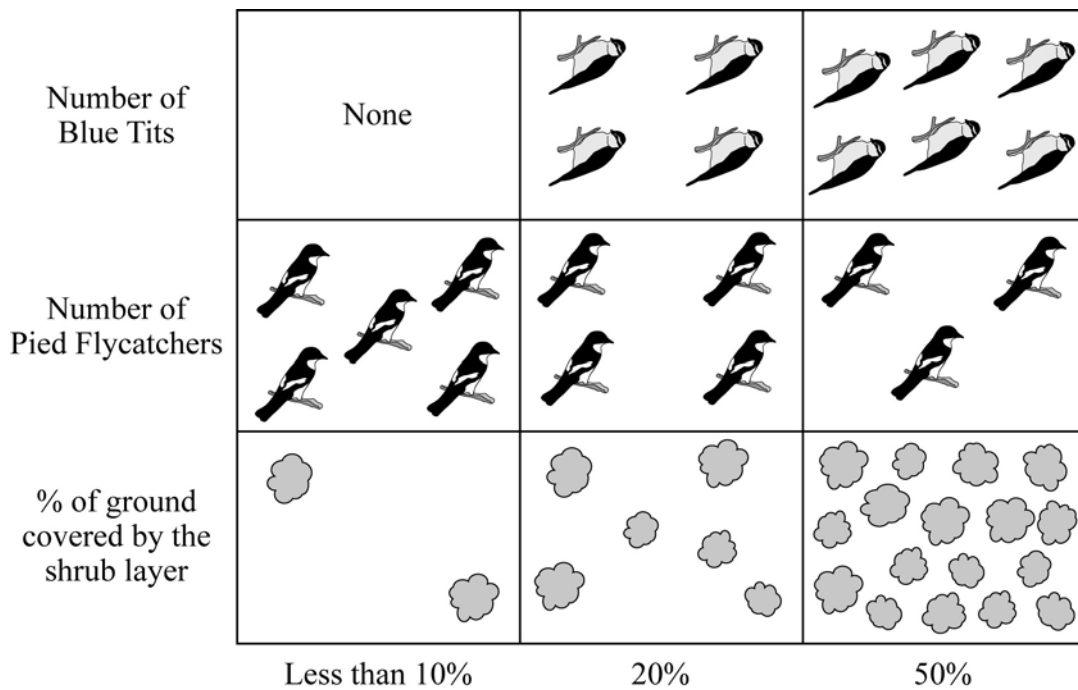 Number of
Blue Tits
None
Number of
Pied Flycatchers
% of ground
covered by the
shrub layer
Less than 10%
20%
50%